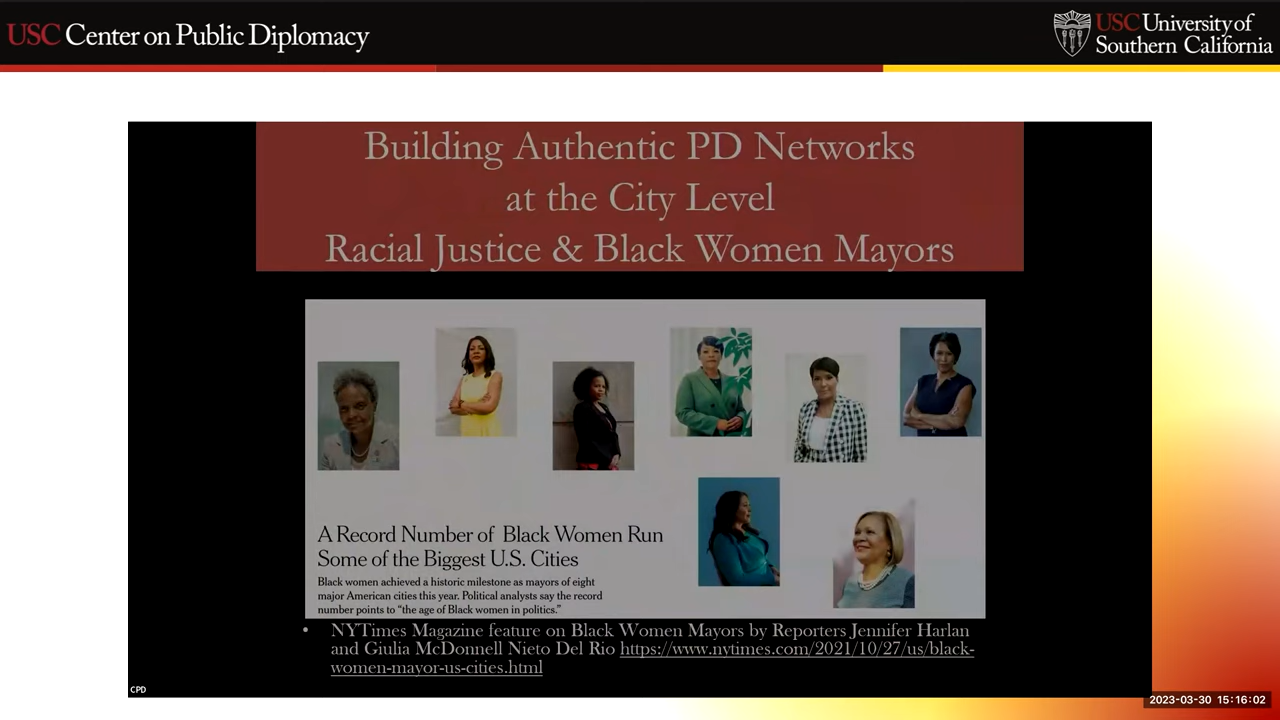 USC Center on Public Diplomacy
USC University of
Southern California
Building Authentic PD Networks
at the City Level
Racial Justice & Black Women Mayors
A Record Number of Black Women Run
Some of the Biggest U.S. Cities
Black women achieved a historic milestone as mayors of eight
major American cities this year. Political analysts say the record
number points to “the age of Black women in politics.”
• NYTimes Magazine feature on Black Women Mayors by Reporters Jennifer Harlan
and Giulia McDonnell Nieto Del Rio https://www.nytimes.com/2021/10/27/us/black-
women-mayor-us-cities.html
CPD
2023-03-30 15:16:02